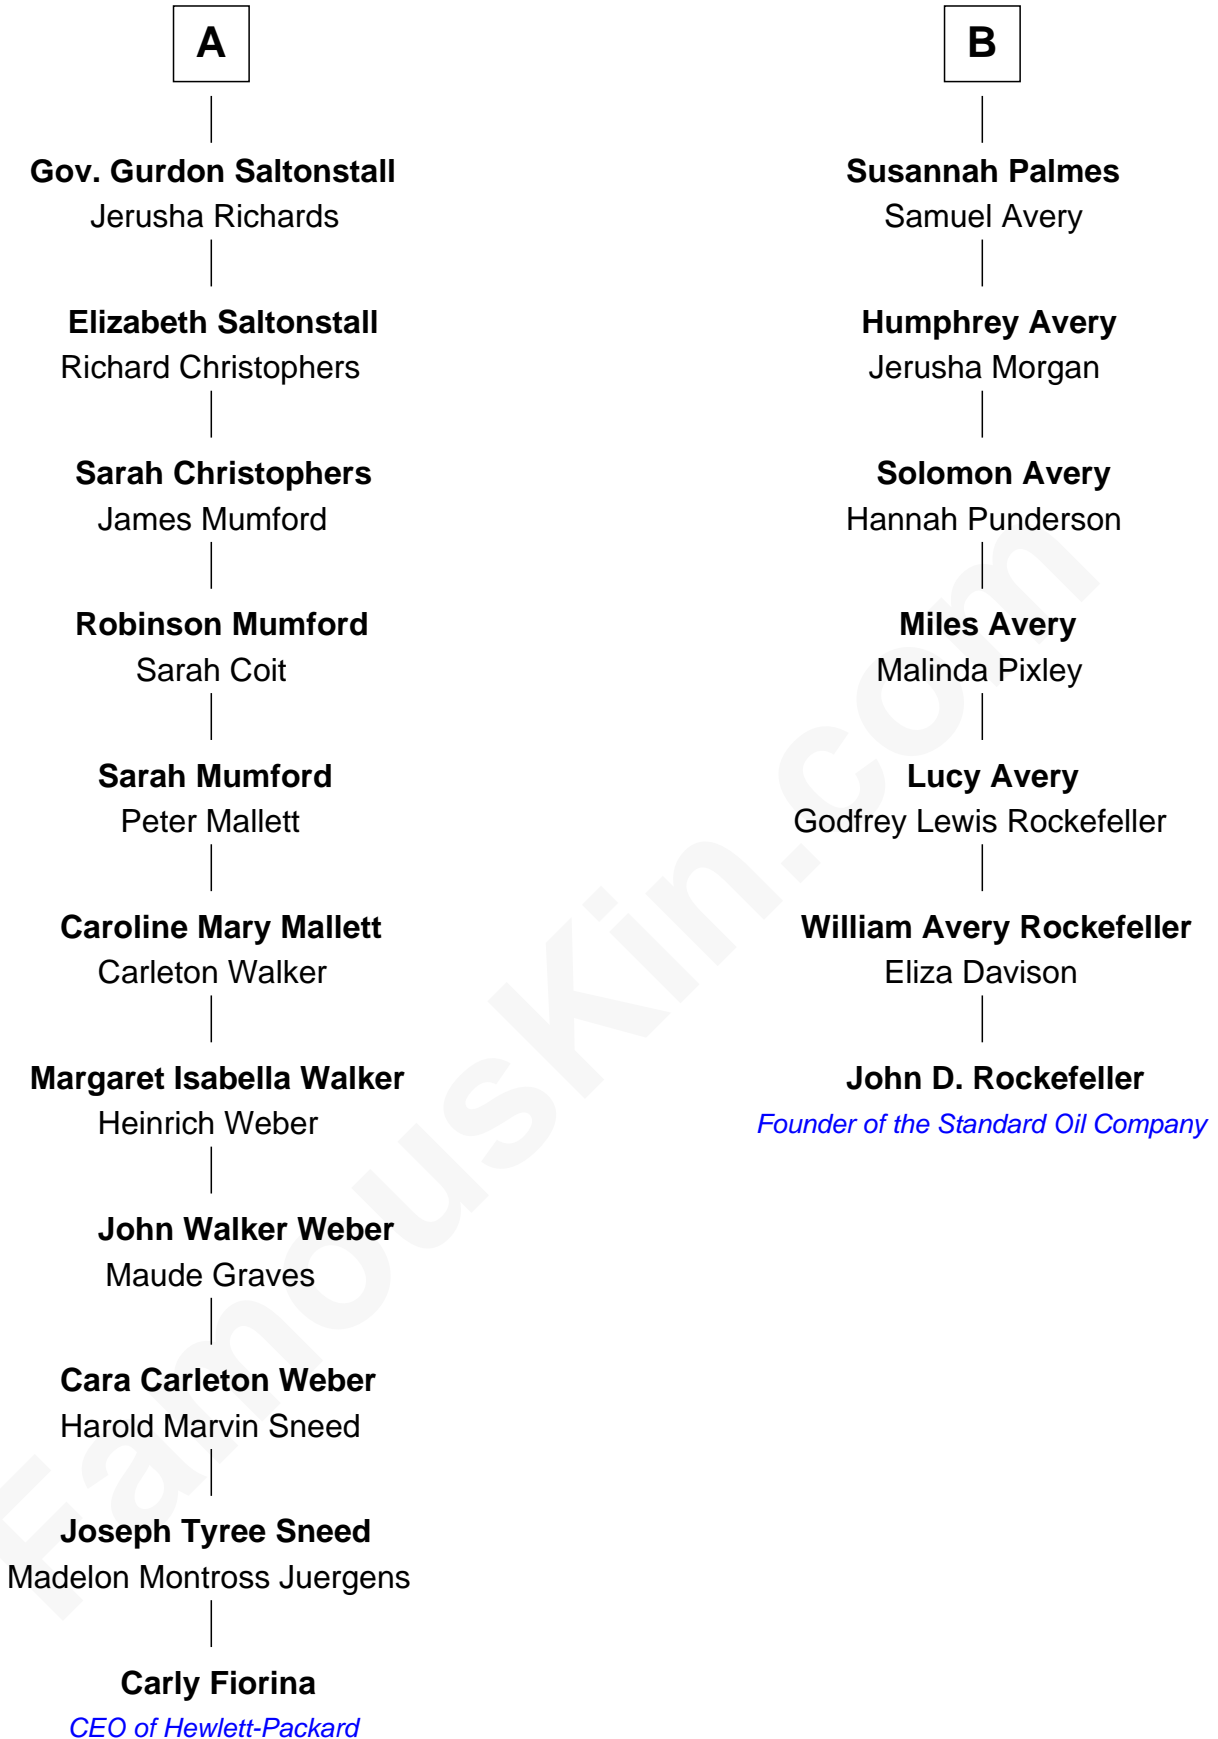 A
Gov. Gurdon Saltonstall
Jerusha Richards
Elizabeth Saltonstall
Richard Christophers
Sarah Christophers
James Mumford
Robinson Mumford
Sarah Coit
Sarah Mumford
Peter Mallett
Caroline Mary Mallett
Carleton Walker
Margaret Isabella Walker
Heinrich Weber
John Walker Weber
Maude Graves
Cara Carleton Weber
Harold Marvin Sneed
Joseph Tyree Sneed
Madelon Montross Juergens
Carly Fiorina
CEO of Hewlett-Packard
B
Susannah Palmes
Samuel Avery
Humphrey Avery
Jerusha Morgan
Solomon Avery
Hannah Punderson
Miles Avery
Malinda Pixley
Lucy Avery
Godfrey Lewis Rockefeller
William Avery Rockefeller
Eliza Davison
John D. Rockefeller
Founder of the Standard Oil Company
FamousKin.com